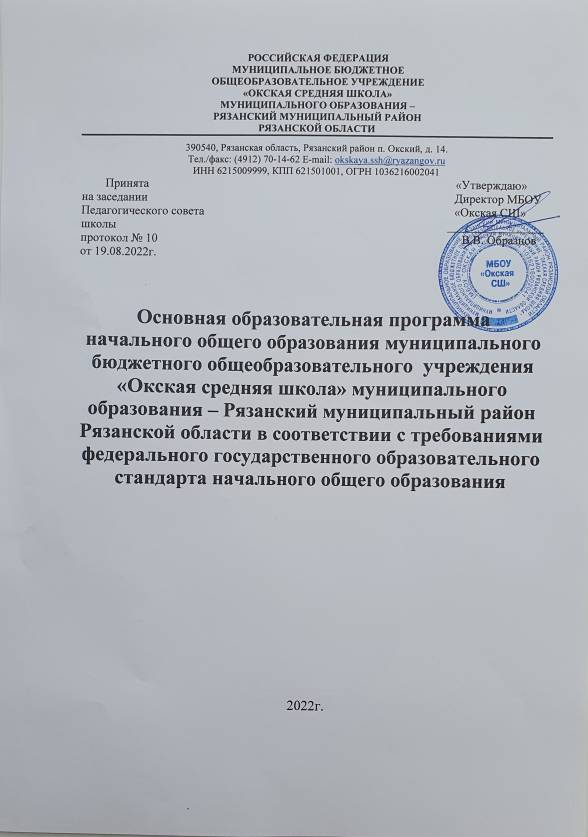 РОССИЙСКАЯ ФЕДЕРАЦИЯ
МУНИЦИПАЛЬНОЕ БЮДЖЕТНОЕ
ОБЩЕОБРАЗОВАТЕЛЬНОЕ УЧРЕЖДЕНИЕ
«ОКСКАЯ СРЕДНЯЯ ШКОЛА»
МУНИЦИПАЛЬНОГО ОБРАЗОВАНИЯ –
РЯЗАНСКИЙ МУНИЦИПАЛЬНЫЙ РАЙОН
РЯЗАНСКОЙ ОБЛАСТИ
390540, Рязанская область, Рязанский район п. Окский, д. 14.
Тел./факс: (4912) 70-14-62 E-mail: okskaya.ssh@ryazangov.ru
ИНН 6215009999, КПП 621501001, ОГРН 1036216002041
Принята
на заседании
Педагогического совета
школы
протокол № 10
от 19.08.2022г.
«Утверждаю»
Директор МБОУ
«Окская СШ»
В.В. Образцов
МБОУ
«Окская
СШ»
Основная образовательная программа
начального общего образования муниципального
бюджетного общеобразовательного учреждения
«Окская средняя школа» муниципального
образования – Рязанский муниципальный район
Рязанской области в соответствии с требованиями
федерального государственного образовательного
стандарта начального общего образования
2022г.